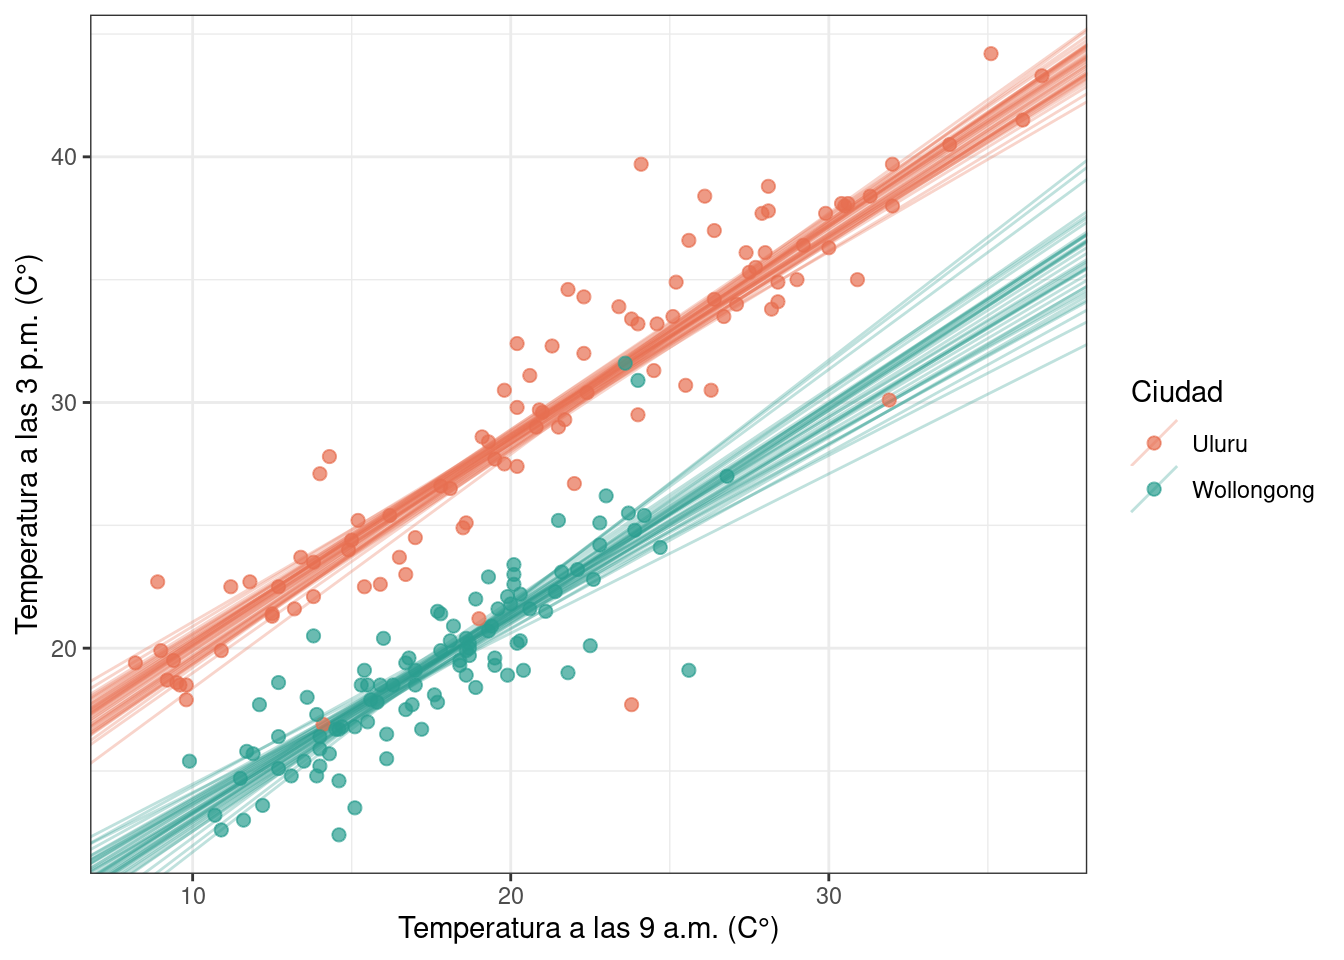 Temperatura a las 3 p.m. (C°)
40
30
20
10
20
30
Temperatura a las 9 a.m. (C°)
Ciudad
Uluru
Wollongong